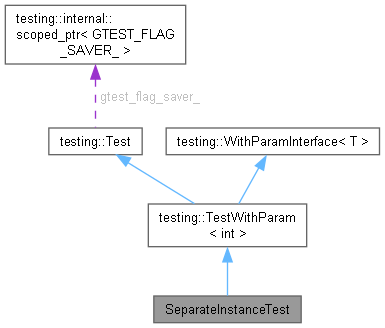 testing::internal::
scoped_ptr< GTEST_FLAG
_SAVER_ >
gtest_flag_saver_
testing::Test
testing::WithParamInterface< T >
testing::TestWithParam
< int >
SeparateInstanceTest